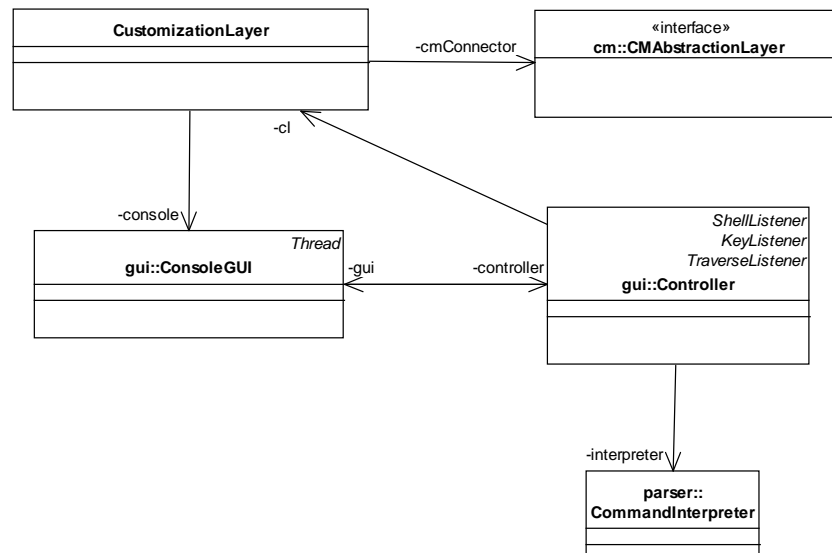 CustomizationLayer
-cmConnector
«interface»
cm::CMAbstractionLayer
-cl
-console
Thread
gui::ConsoleGUI
-gui
-controller
ShellListener
KeyListener
TraverseListener
gui::Controller
-interpreter
parser::
CommandInterpreter